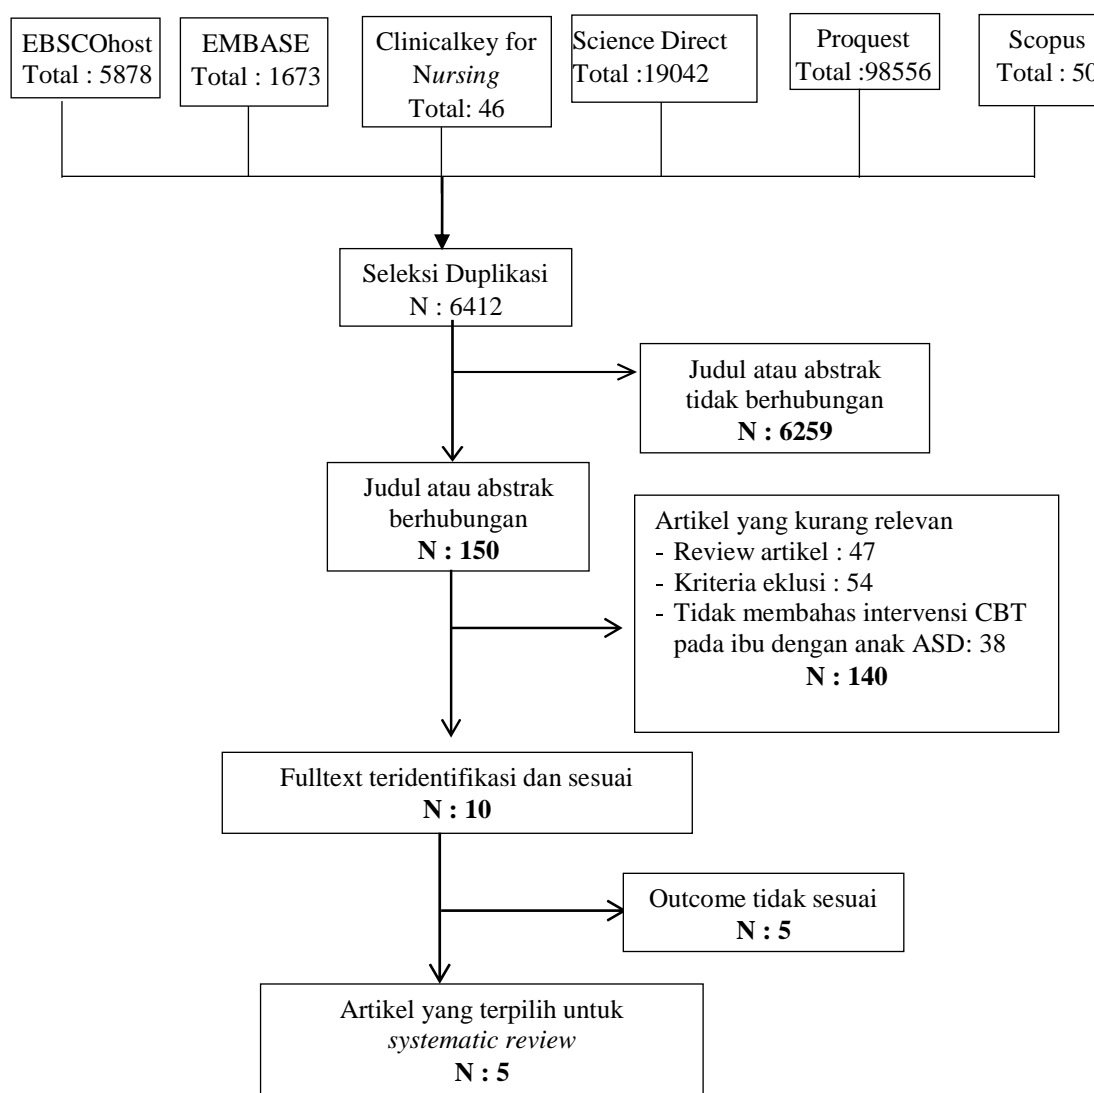 EBSCOhost
Total : 5878
EMBASE
Total : 1673
Clinicalkey for
Nursing
Total: 46
Science Direct
Total :19042
Proquest
Total :98556
Scopus
Total : 50
Seleksi Duplikasi
N : 6412
Judul atau abstrak
tidak berhubungan
N : 6259
Judul atau abstrak
berhubungan
N : 150
Artikel yang kurang relevan
- Review artikel : 47
- Kriteria eklusi : 54
- Tidak membahas intervensi CBT
pada ibu dengan anak ASD: 38
N : 140
Fulltext teridentifikasi dan sesuai
N : 10
Outcome tidak sesuai
N : 5
Artikel yang terpilih untuk
systematic review
N : 5